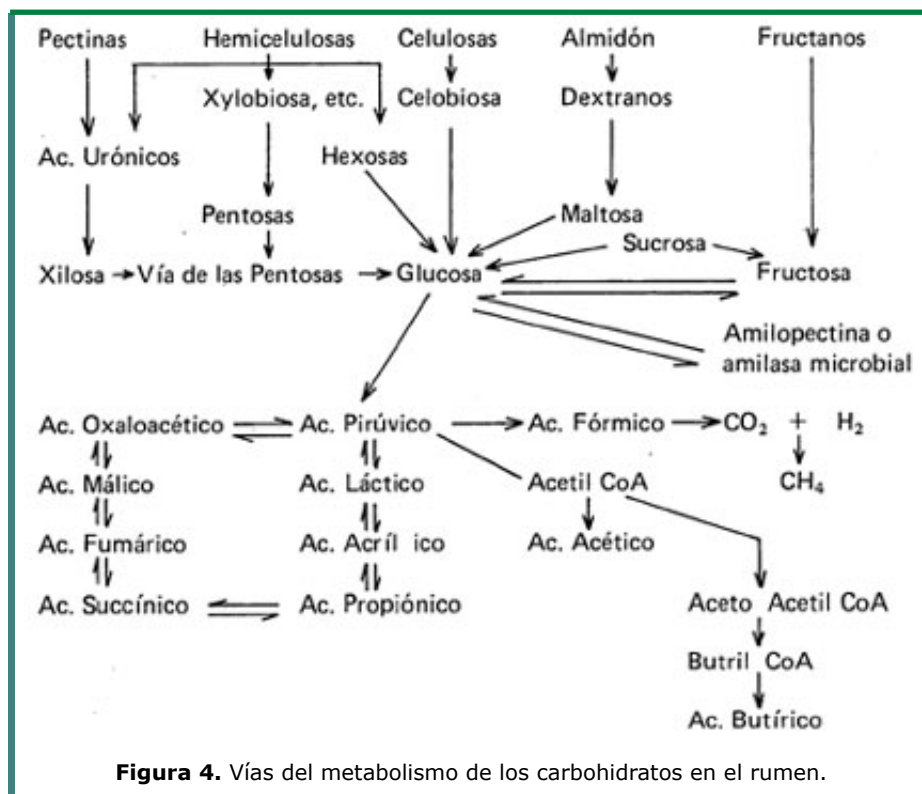 Pectinas Hemicelulosas Celulosas Almidón Fructanos
Xylobiosa, etc. Celobiosa Dextranos
Ac. Urónicos Hexosas
Pentosas Maltosa
Sucrosa
Xilosa Vía de las Pentosas Glucosa Fructosa
Amilopectina o
amilasa microbial
Ac. Oxaloacético Ac. Pirúvico Ac. Fórmico CO₂ + H₂
Ac. Málico Ac. Láctico Acetil CoA CH₄
Ac. Fumárico Ac. Acríl ico Ac. Acético
Ac. Succínico Ac. Propiónico Aceto Acetil CoA
Butril CoA
Ac. Butírico
Figura 4. Vías del metabolismo de los carbohidratos en el rumen.